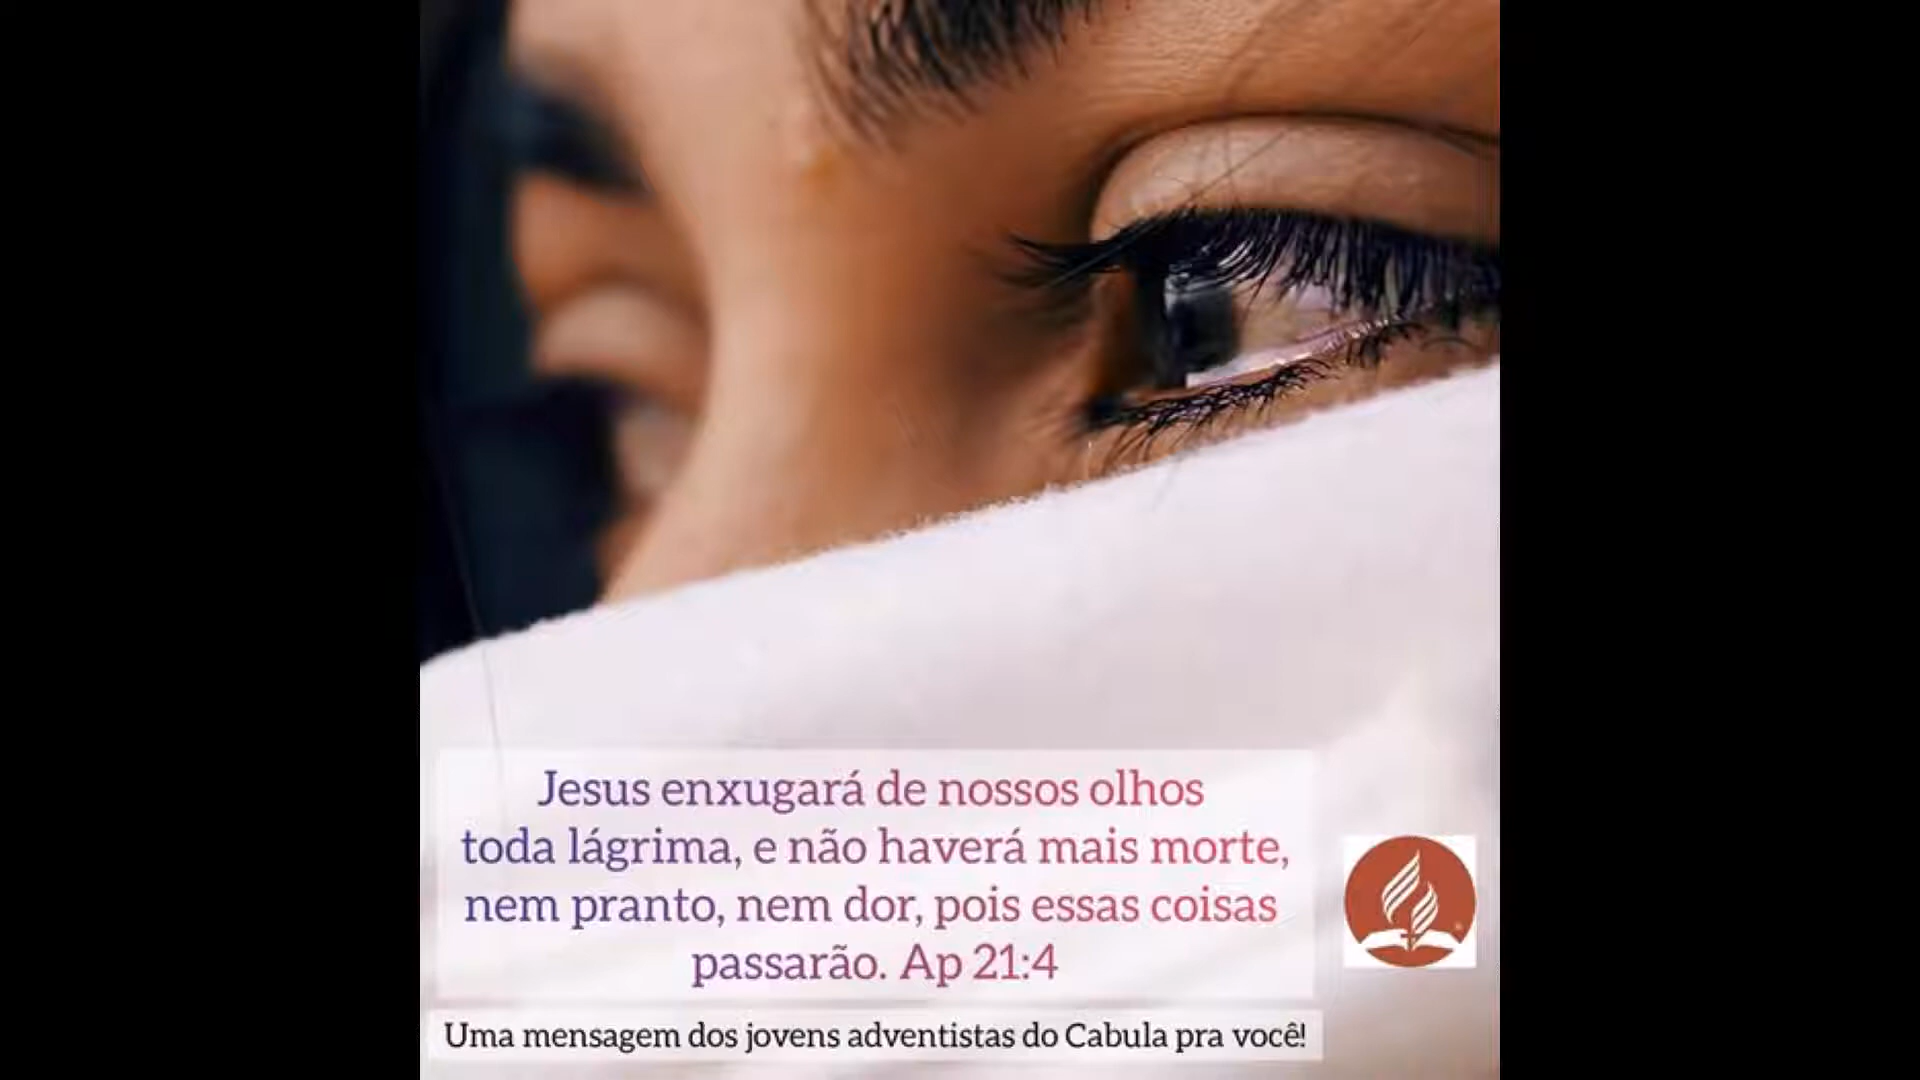 Jesus enxugará de nossos olhos
toda lágrima, e não haverá mais morte,
nem pranto, nem dor, pois essas coisas
passarão. Ap 21:4
Uma mensagem dos jovens adventistas do Cabula pra você!